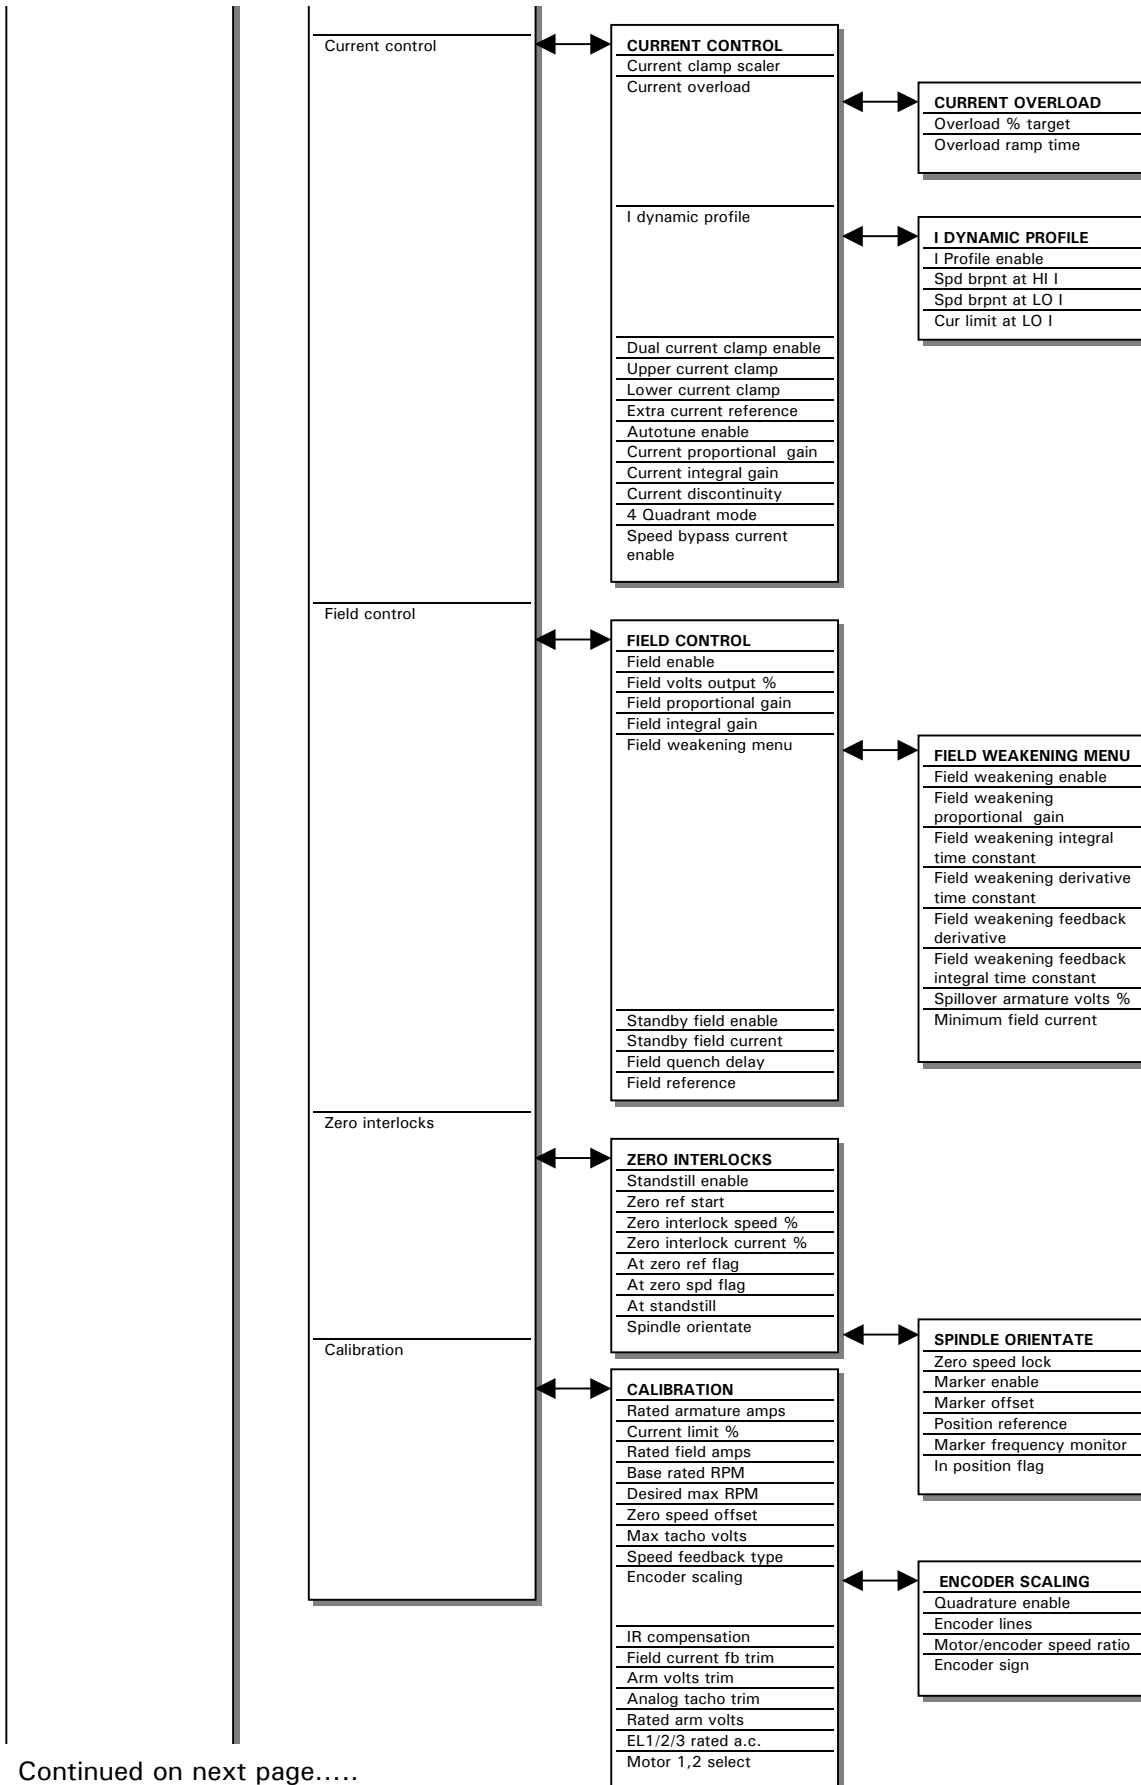 Current control
CURRENT CONTROL
Current clamp scaler
Current overload
CURRENT OVERLOAD
Overload % target
Overload ramp time
I dynamic profile
I DYNAMIC PROFILE
I Profile enable
Spd brpnt at HI I
Spd brpnt at LO I
Cur limit at LO I
Dual current clamp enable
Upper current clamp
Lower current clamp
Extra current reference
Autotune enable
Current proportional  gain
Current integral gain
Current discontinuity
4 Quadrant mode
Speed bypass current
enable
Field control
FIELD CONTROL
Field enable
Field volts output %
Field proportional gain
Field integral gain
Field weakening menu
FIELD WEAKENING MENU
Field weakening enable
Field weakening
proportional  gain
Field weakening integral
time constant
Field weakening derivative
time constant
Field weakening feedback
derivative
Field weakening feedback
integral time constant
Spillover armature volts %
Minimum field current
Standby field enable
Standby field current
Field quench delay
Field reference
Zero interlocks
ZERO INTERLOCKS
Standstill enable
Zero ref start
Zero interlock speed %
Zero interlock current %
At zero ref flag
At zero spd flag
At standstill
Spindle orientate
SPINDLE ORIENTATE
Zero speed lock
Marker enable
Marker offset
Position reference
Marker frequency monitor
In position flag
Calibration
CALIBRATION
Rated armature amps
Current limit %
Rated field amps
Base rated RPM
Desired max RPM
Zero speed offset
Max tacho volts
Speed feedback type
Encoder scaling
ENCODER SCALING
Quadrature enable
Encoder lines
Motor/encoder speed ratio
Encoder sign
IR compensation
Field current fb trim
Arm volts trim
Analog tacho trim
Rated arm volts
EL1/2/3 rated a.c.
Motor 1,2 select
Continued on next page.....